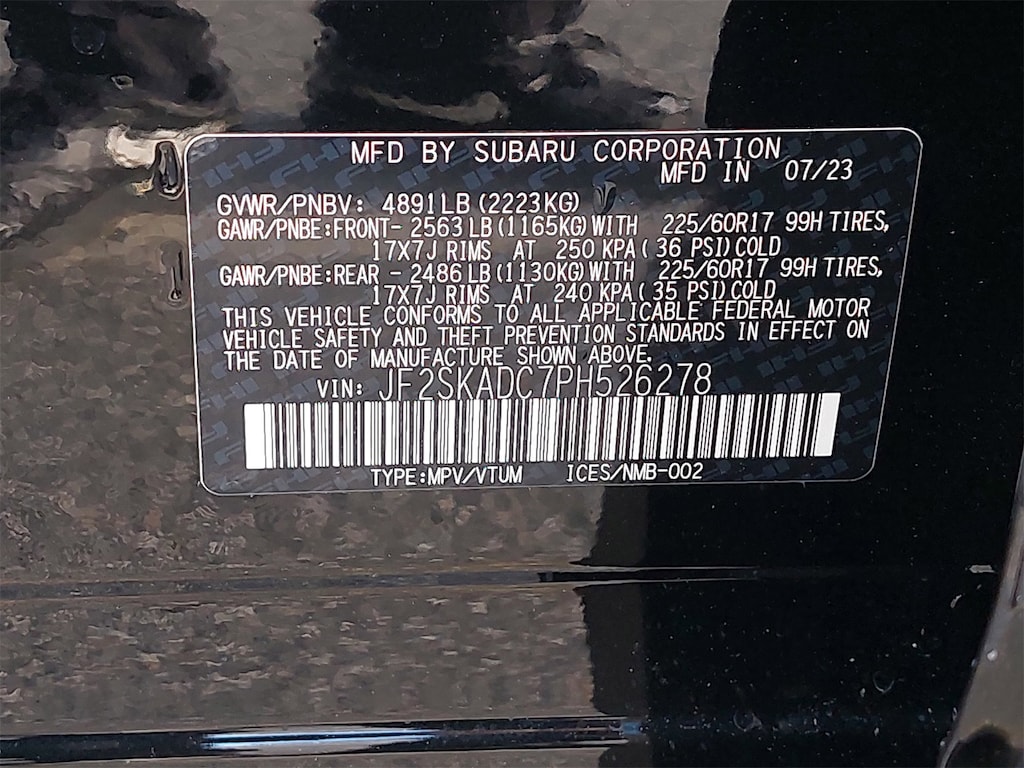 MFD BY SUBARU CORPORATION
MFD IN 07/23
GVWR/PNBV: 4891LB (2223KG)
GAWR/PNBE:FRONT- 2563 LB (1165KG) WITH 225/60R17 99H TIRES,
17X7J RIMS AT 250 KPA ( 36 PSI) COLD
GAWR/PNBE:REAR - 2486 LB (1130KG) WITH 225/60R17 99H TIRES,
17X7J RIMS AT 240 KPA ( 35 PSI) COLD
THIS VEHICLE CONFORMS TO ALL APPLICABLE FEDERAL MOTOR
VEHICLE SAFETY AND THEFT PREVENTION STANDARDS IN EFFECT ON
THE DATE OF MANUFACTURE SHOWN ABOVE.
VIN: JF2SKADC7PH526278
TYPE:MPV/VTUM ICES/NMB-002